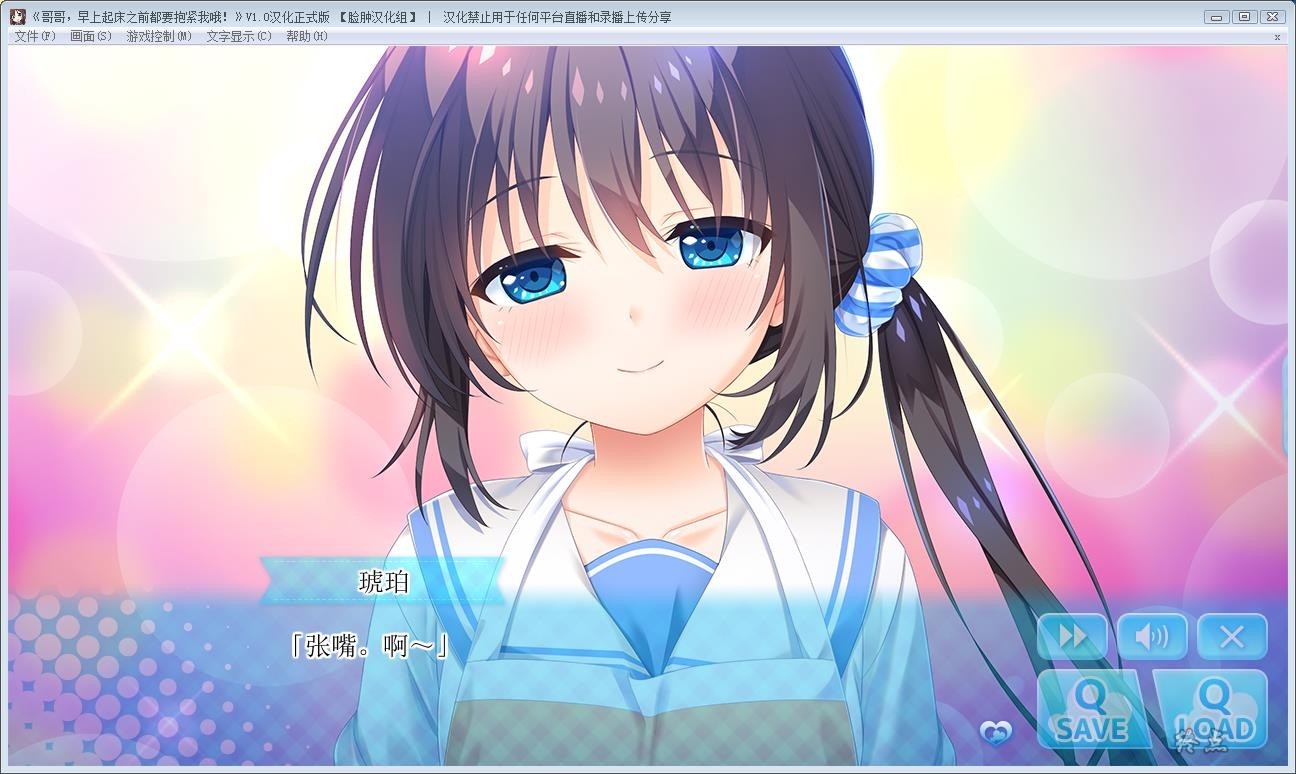 《哥哥，早上起床之前都要抱紧我哦！》V1.0汉化正式版 【脸肿汉化组】 | 汉化禁止用于任何平台直播和录播上传分享
文件(F) 画面(S) 游戏控制(M) 文字显示(C) 帮助(H)
琥珀
「张嘴。啊～」
Q SAVE
Q LOAD
终点